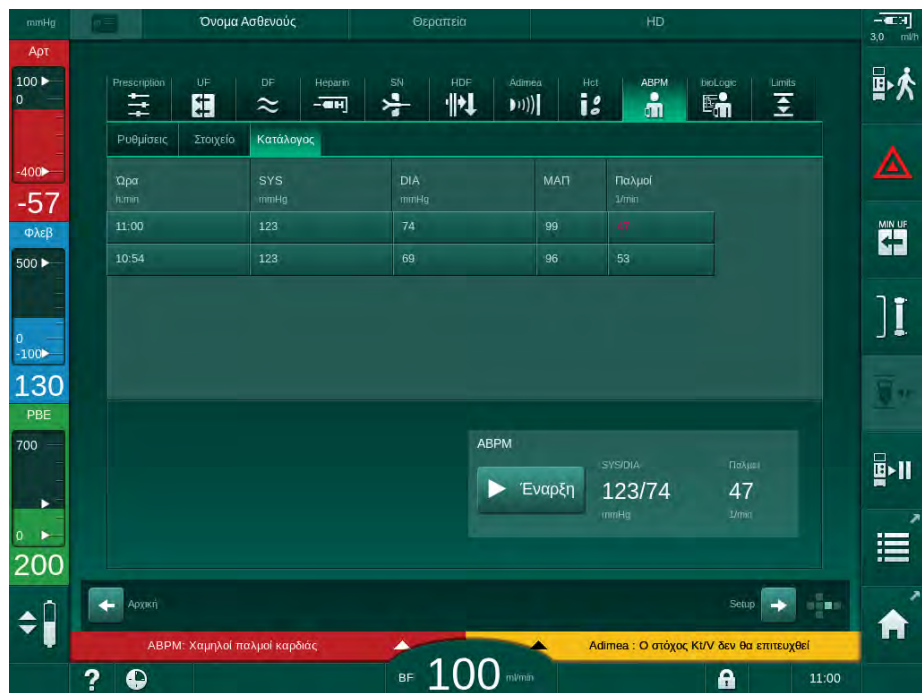 mmHg
Όνομα Ασθενούς
Θεραπεία
HD
3,0 ml/h
Αρτ
100
0
-400
-57
Φλεβ
500
0
-100
130
PBE
700
0
200
Prescription UF DF Heparin SN HDF Adimea Hct ABPM bioLogic Limits
Ρυθμίσεις Στοιχείο Κατάλογος
Ώρα SYS DIA ΜΑΠ Παλμοί
h:min mmHg mmHg 1/min
11:00 123 74 99 47
10:54 123 69 96 53
ABPM
SYS/DIA Παλμοί
Έναρξη 123/74 47
mmHg 1/min
MIN UF
Αρχική Setup
ABPM: Χαμηλοί παλμοί καρδιάς
Adimea : Ο στόχος Kt/V δεν θα επιτευχθεί
? BF 100 ml/min 11:00